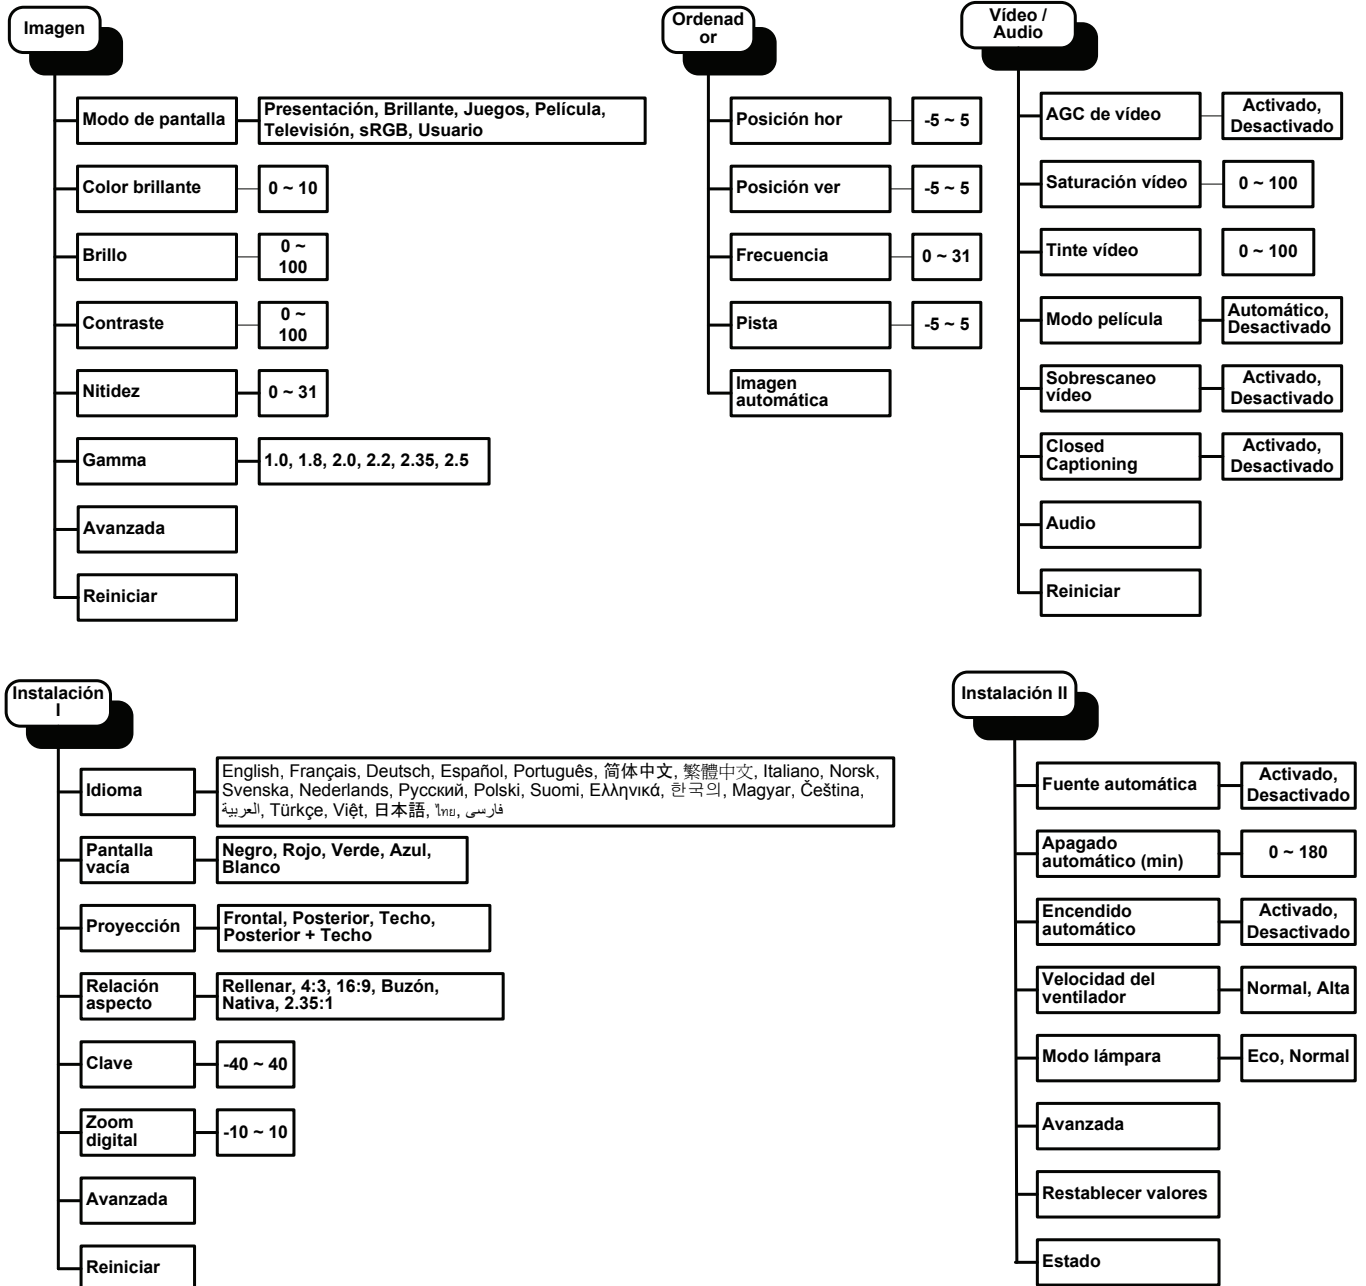 Imagen
Modo de pantalla
Presentación, Brillante, Juegos, Película,
Televisión, sRGB, Usuario
Color brillante
0 ~ 10
Brillo
0 ~
100
Contraste
0 ~
100
Nitidez
0 ~ 31
Gamma
1.0, 1.8, 2.0, 2.2, 2.35, 2.5
Avanzada
Reiniciar
Ordenad
or
Posición hor
-5 ~ 5
Posición ver
-5 ~ 5
Frecuencia
0 ~ 31
Pista
-5 ~ 5
Imagen
automática
Vídeo /
Audio
AGC de vídeo
Activado,
Desactivado
Saturación vídeo
0 ~ 100
Tinte vídeo
0 ~ 100
Modo película
Automático,
Desactivado
Sobrescaneo
vídeo
Activado,
Desactivado
Closed
Captioning
Activado,
Desactivado
Audio
Reiniciar
Instalación
I
Idioma
English, Français, Deutsch, Español, Português, 简体中文, 繁體中文, Italiano, Norsk,
Svenska, Nederlands, Русский, Polski, Suomi, Ελληνικά, 한국의, Magyar, Čeština,
العربية, Türkçe, Việt, 日本語, ไทย, فارسی
Pantalla
vacía
Negro, Rojo, Verde, Azul,
Blanco
Proyección
Frontal, Posterior, Techo,
Posterior + Techo
Relación
aspecto
Rellenar, 4:3, 16:9, Buzón,
Nativa, 2.35:1
Clave
-40 ~ 40
Zoom
digital
-10 ~ 10
Avanzada
Reiniciar
Instalación II
Fuente automática
Activado,
Desactivado
Apagado
automático (min)
0 ~ 180
Encendido
automático
Activado,
Desactivado
Velocidad del
ventilador
Normal, Alta
Modo lámpara
Eco, Normal
Avanzada
Restablecer valores
Estado